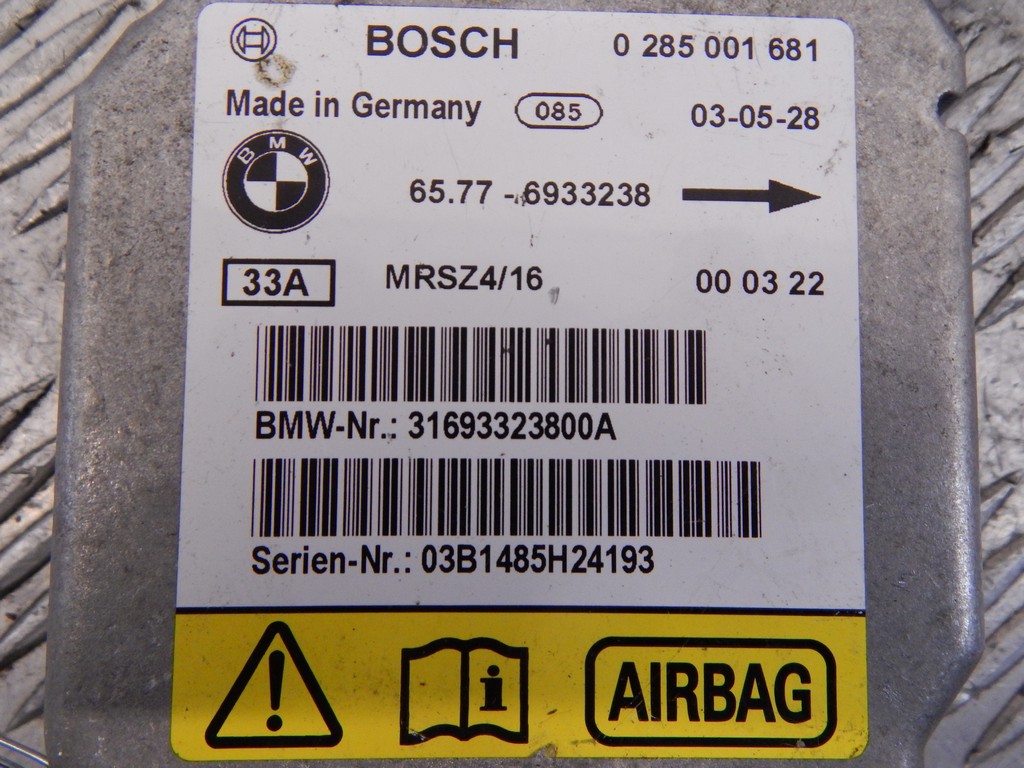 BOSCH 0 285 001 681
Made in Germany 085 03-05-28
BMW
65.77 - 6933238
33A MRSZ4/16 00 03 22
BMW-Nr.: 31693323800A
Serien-Nr.: 03B1485H24193
i AIRBAG